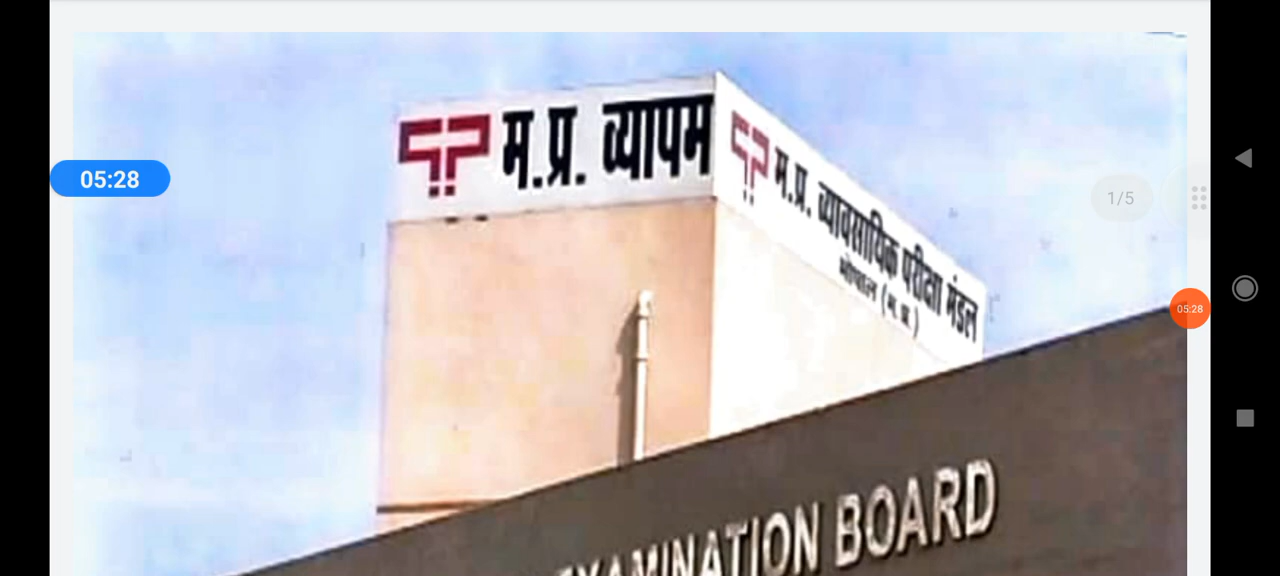 म.प्र. व्यापम
म.प्र. व्यावसायिक परीक्षा मंडल
भोपाल (म.प्र.)
05:28
1/5
05:28
EXAMINATION BOARD